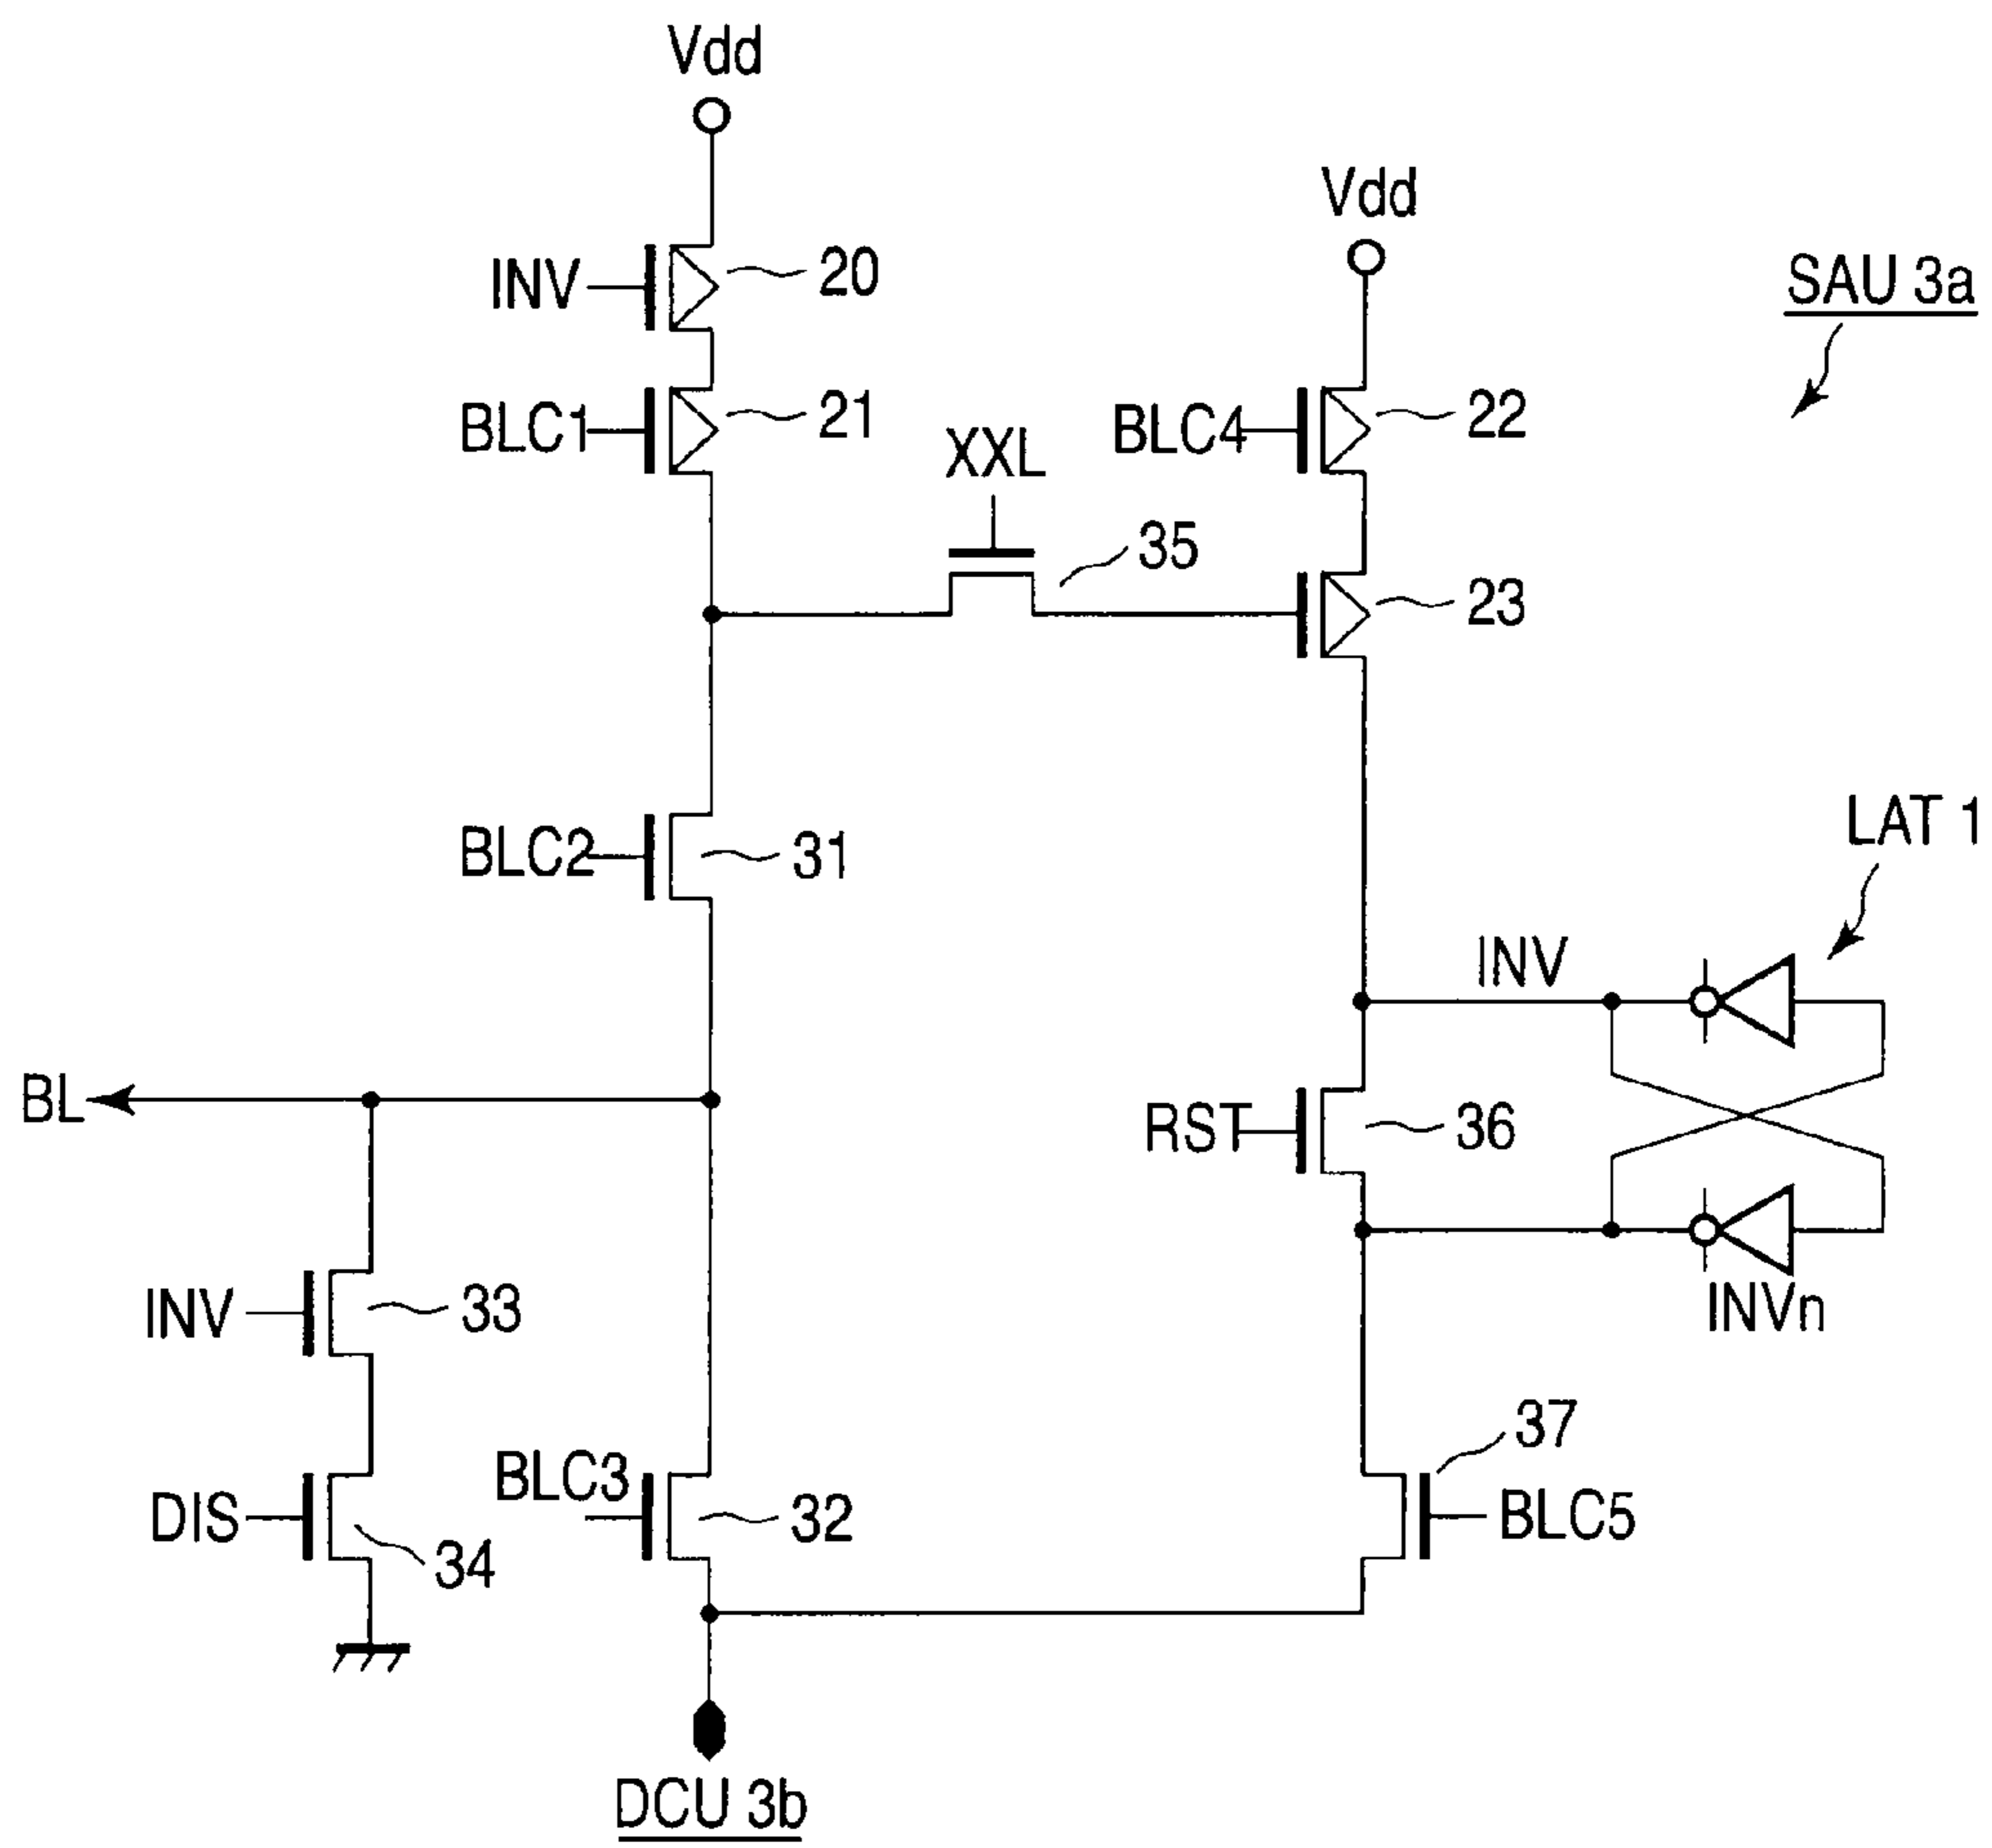 Vdd
Vdd
SAU 3a
INV
20
BLC1
21
XXL
BLC4
22
35
23
BLC2
31
LAT 1
INV
BL
RST
36
INV
33
INVn
37
BLC3
BLC5
DIS
32
34
DCU 3b